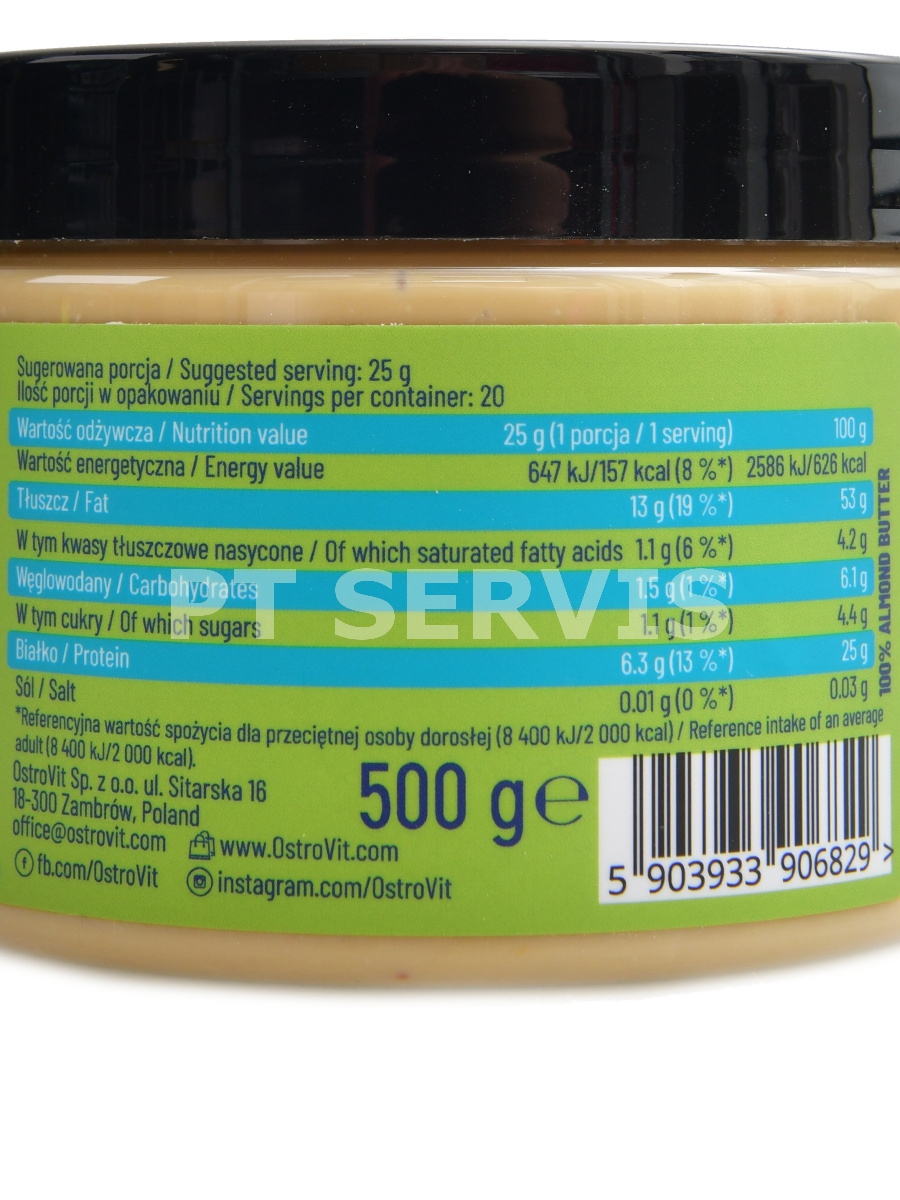 Sugerowana porcja / Suggested serving: 25 g
Ilość porcji w opakowaniu / Servings per container: 20
Wartość odżywcza / Nutrition value 25 g (1 porcja / 1 serving) 100 g
Wartość energetyczna / Energy value 647 kJ/157 kcal (8 %*) 2586 kJ/626 kcal
Tłuszcz / Fat 13 g (19 %*) 53 g
W tym kwasy tłuszczowe nasycone / Of which saturated fatty acids 1.1 g (6 %*) 4.2 g
Węglowodany / Carbohydrates 1.5 g (1 %*) 6.1 g
W tym cukry / Of which sugars 1.1 g (1 %*) 4.4 g
Białko / Protein 6.3 g (13 %*) 25 g
Sól / Salt 0.01 g (0 %*) 0.03 g
*Referencyjna wartość spożycia dla przeciętnej osoby dorosłej (8 400 kJ/2 000 kcal) / Reference intake of an average
adult (8 400 kJ/2 000 kcal).
OstroVit Sp. z o.o. ul. Sitarska 16
18-300 Zambrów, Poland
office@ostrovit.com
www.OstroVit.com
fb.com/OstroVit
instagram.com/OstroVit
500 g ℮
5 903933 906829 >
100% ALMOND BUTTER
PT SERVIS